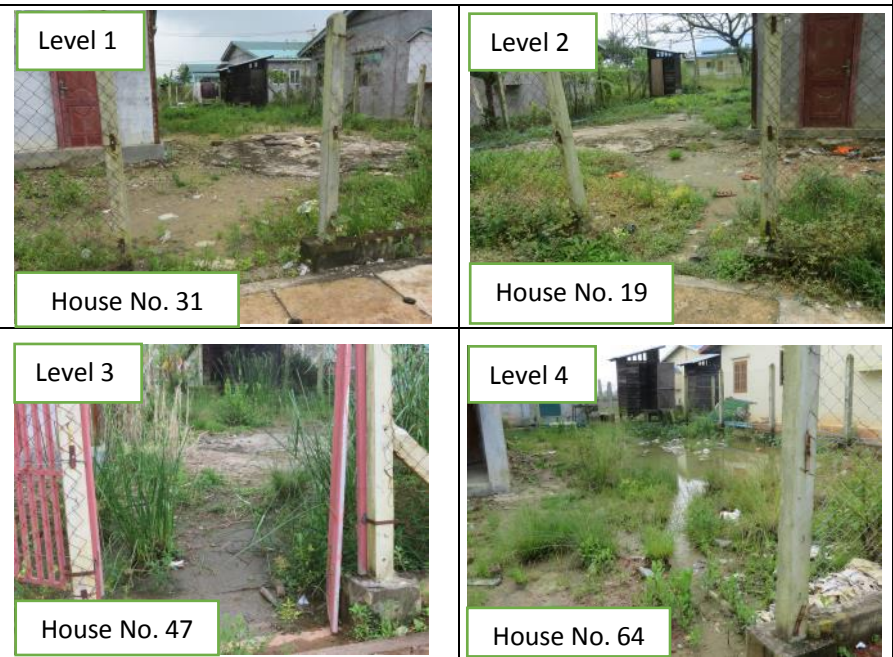 Level 1
Level 2
House No. 31
House No. 19
Level 3
Level 4
House No. 47
House No. 64